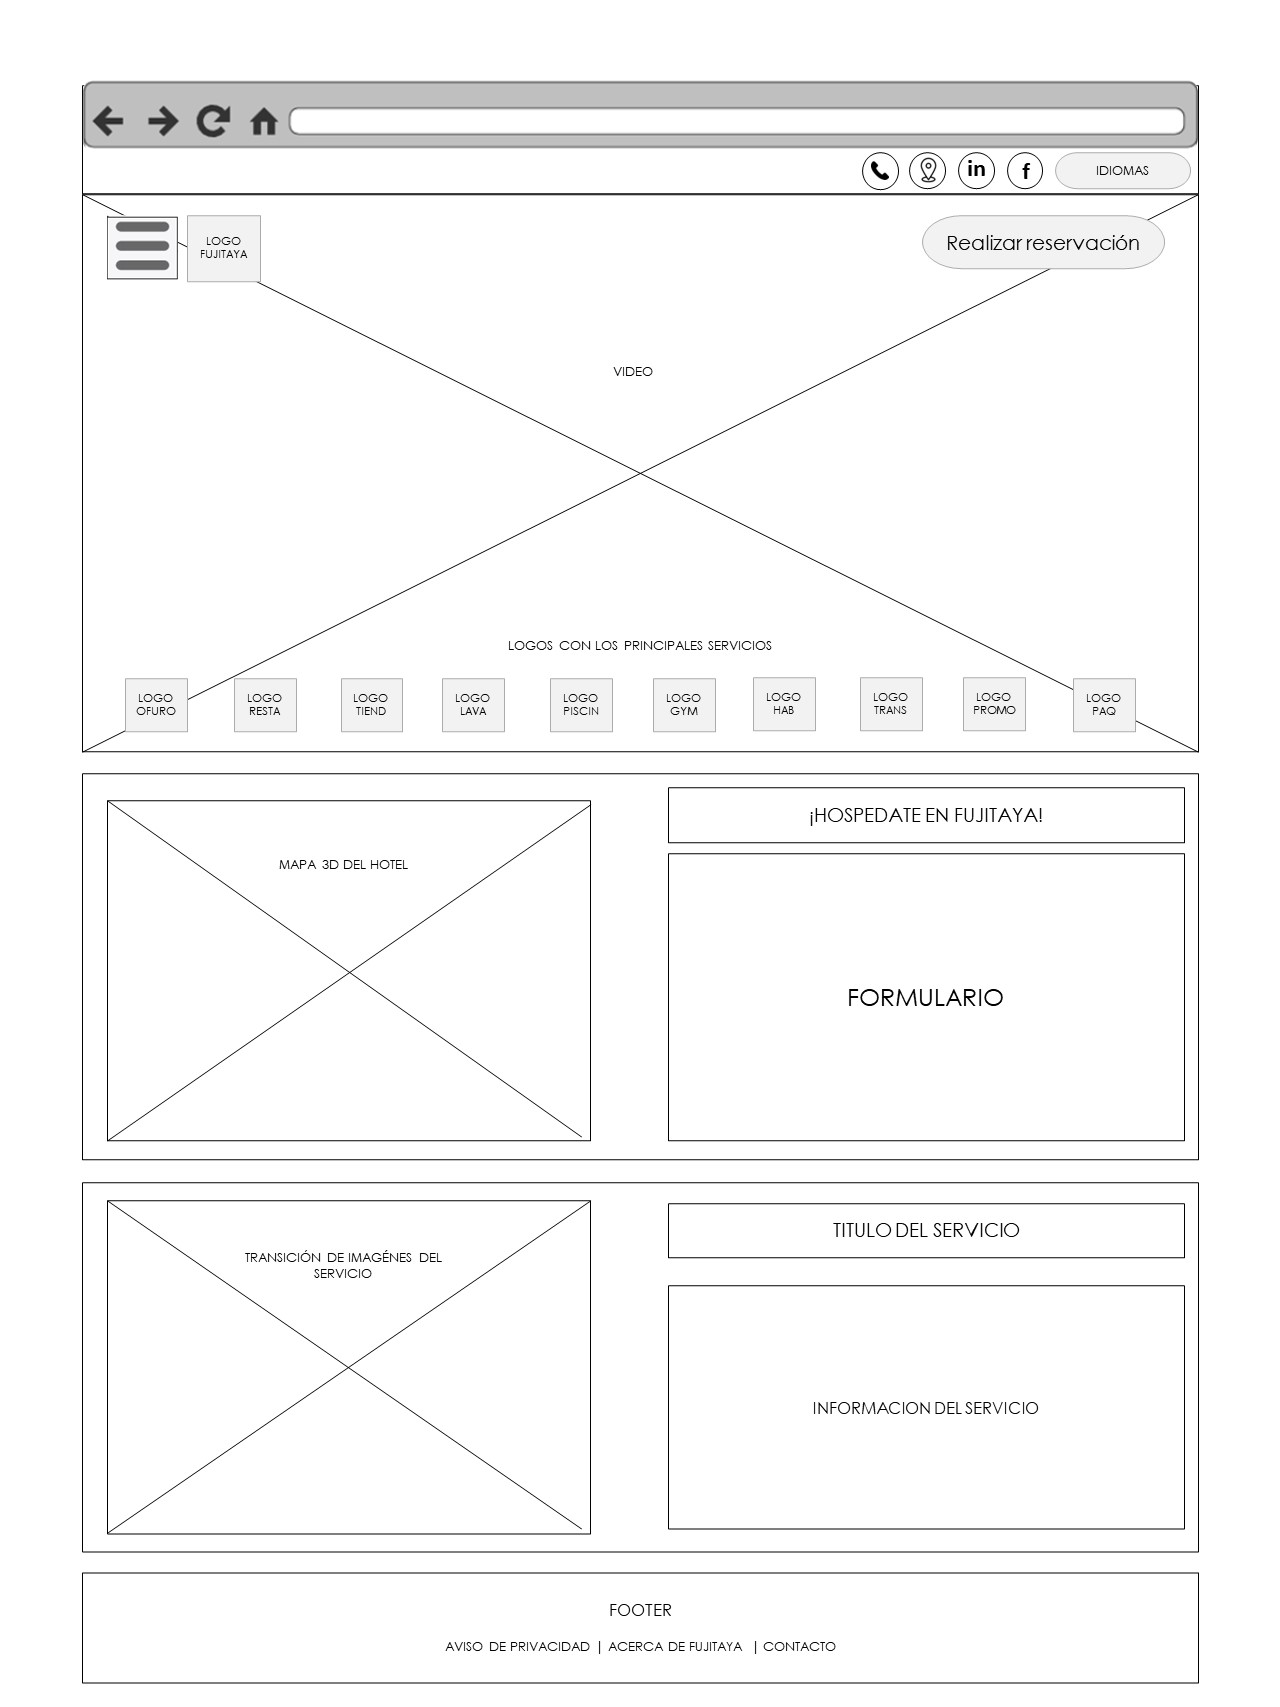 in
f
IDIOMAS
LOGO
FUJITAYA
Realizar reservación
VIDEO
LOGOS CON LOS PRINCIPALES SERVICIOS
LOGO
OFURO
LOGO
RESTA
LOGO
TIEND
LOGO
LAVA
LOGO
PISCIN
LOGO
GYM
LOGO
HAB
LOGO
TRANS
LOGO
PROMO
LOGO
PAQ
MAPA 3D DEL HOTEL
¡HOSPEDATE EN FUJITAYA!
FORMULARIO
TRANSICIÓN DE IMAGÉNES DEL
SERVICIO
TITULO DEL SERVICIO
INFORMACION DEL SERVICIO
FOOTER
AVISO DE PRIVACIDAD | ACERCA DE FUJITAYA | CONTACTO